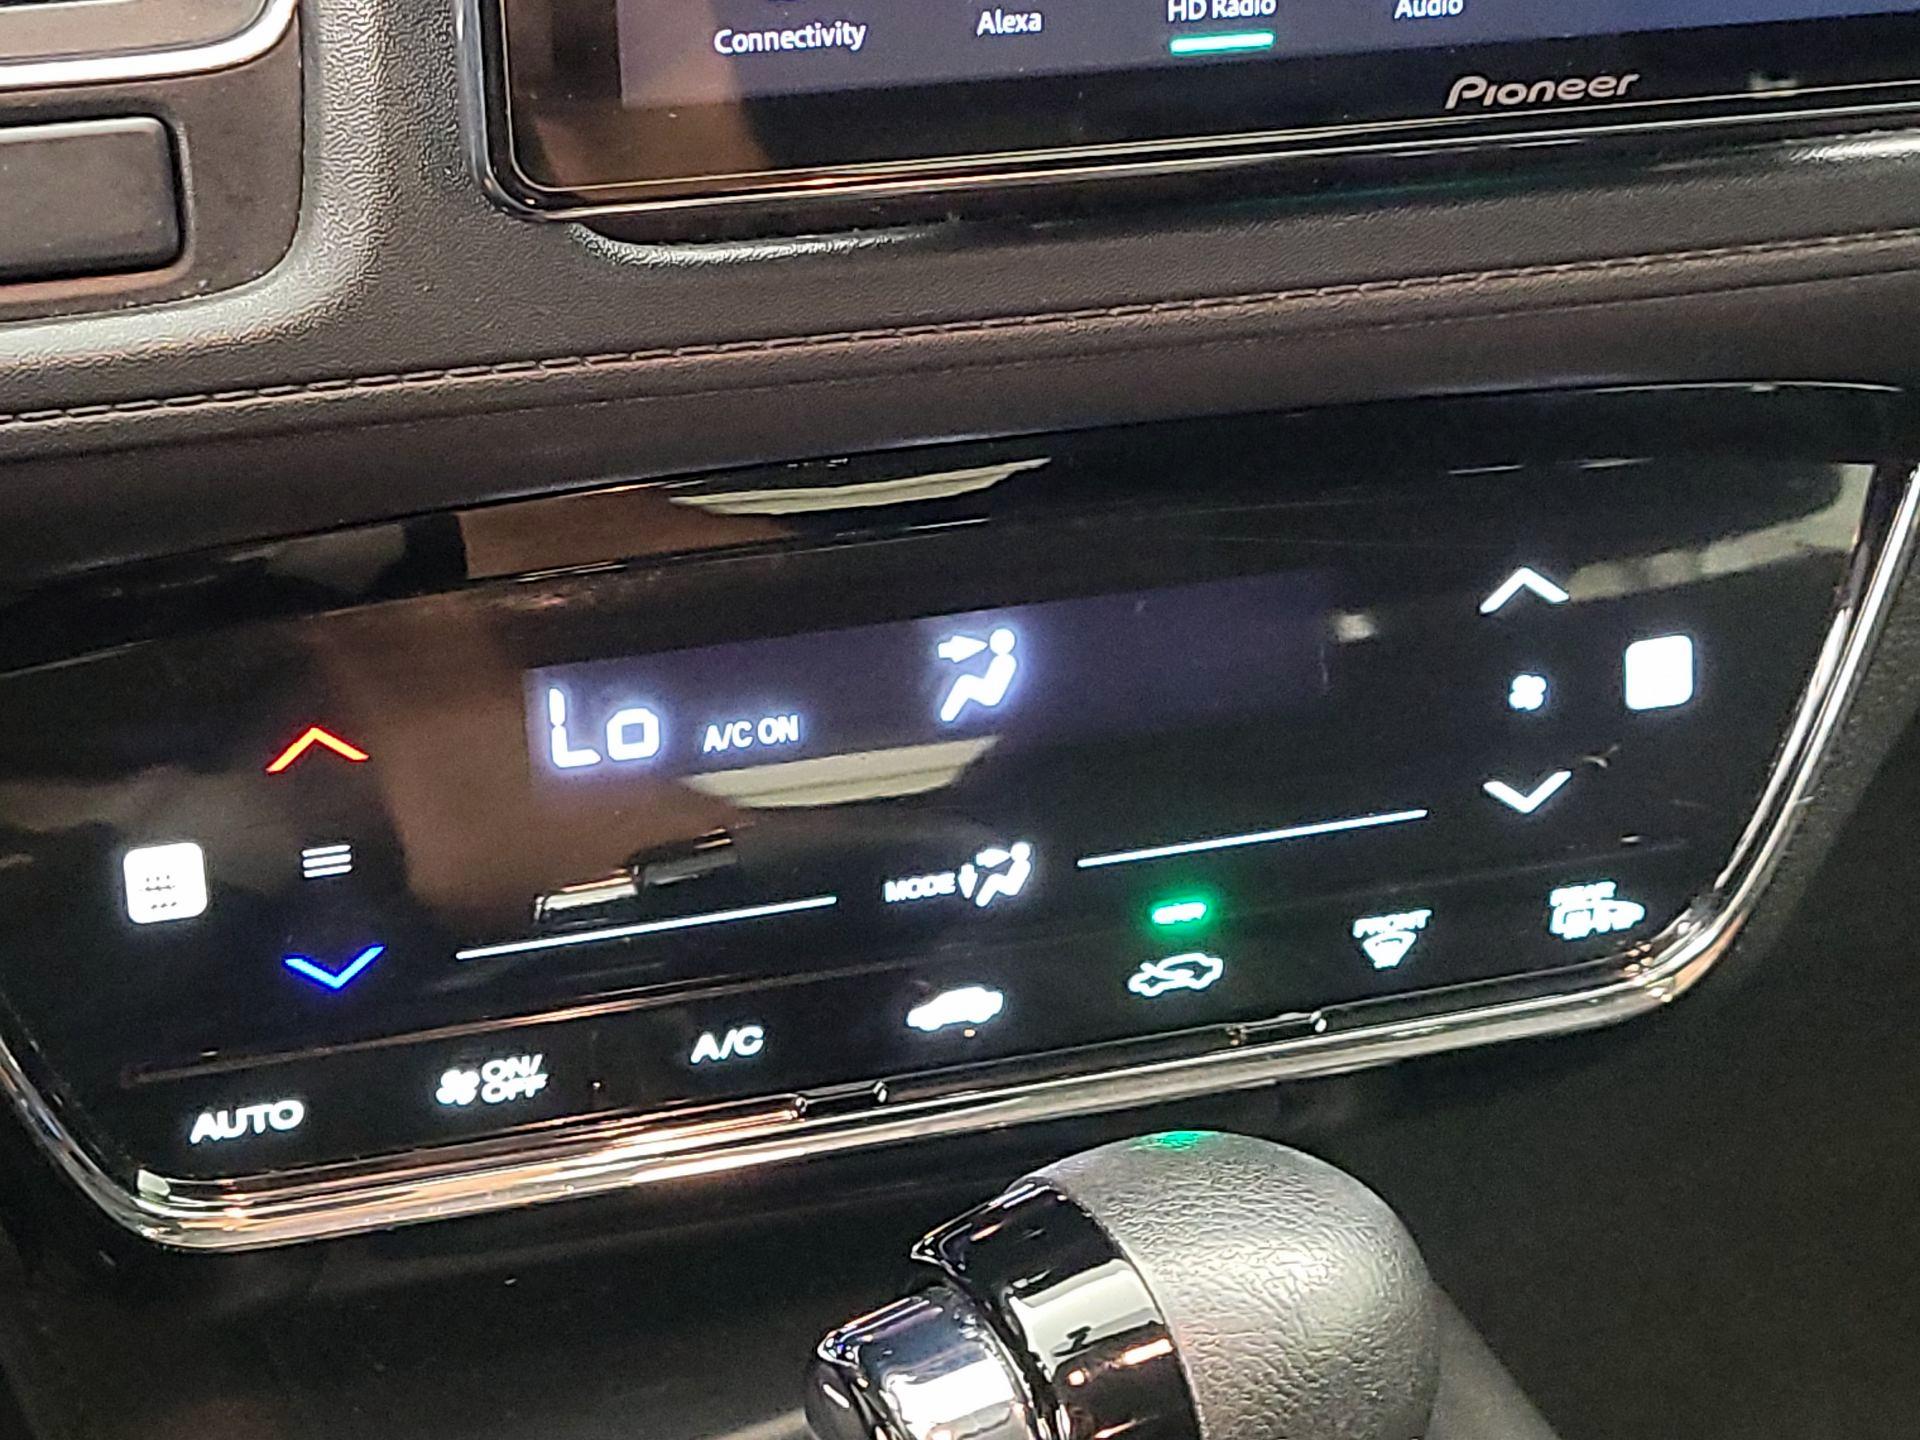 Connectivity
Alexa
HD Radio
Audio
Pioneer
Lo
A/C ON
MODE
FRONT
REAR
AUTO
ON/
OFF
A/C